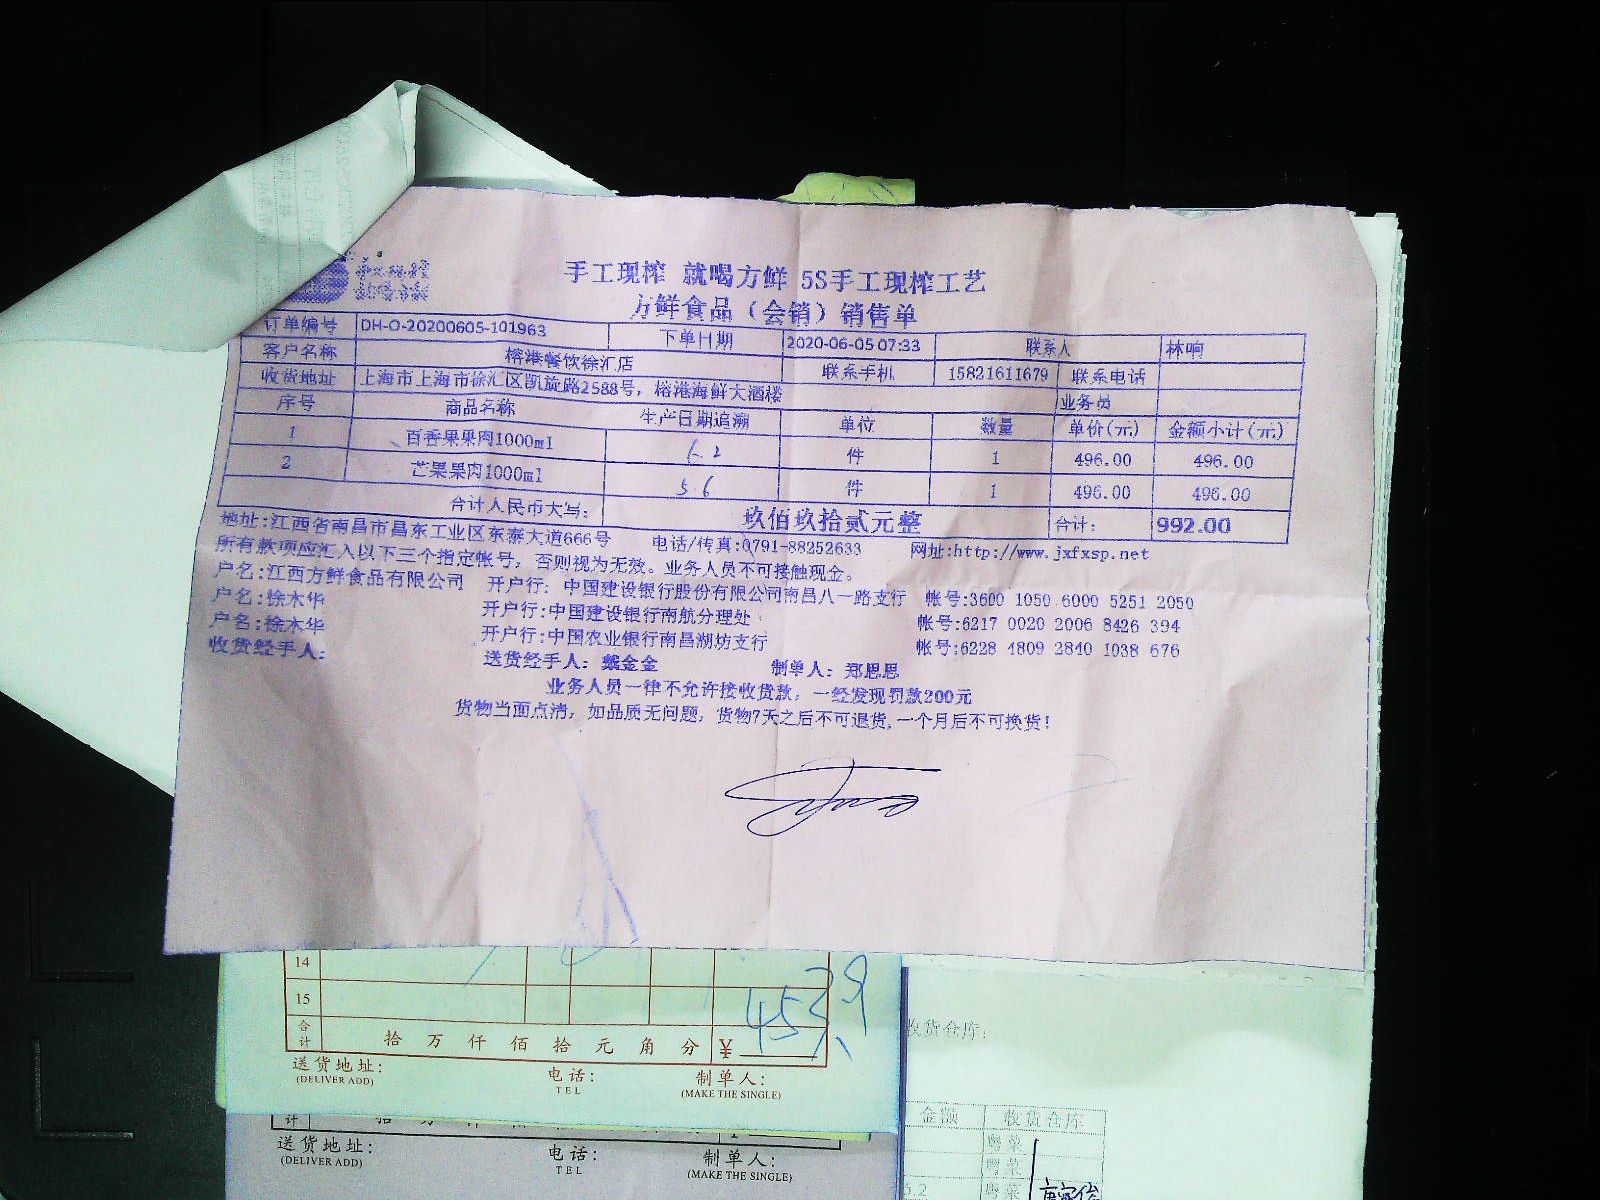 手工现榨 就喝方鲜 5S手工现榨工艺
方鲜食品（会销）销售单
订单编号 DH-O-20200605-101963 下单日期 2020-06-05 07:33 联系人 林响
客户名称 榕港餐饮徐汇店 联系手机 15821611679 联系电话
收货地址 上海市上海市徐汇区凯旋路2588号，榕港海鲜大酒楼 业务员
序号 商品名称 生产日期追溯 单位 数量 单价(元) 金额小计(元)
1 百香果果肉1000ml 6.2 件 1 496.00 496.00
2 芒果果肉1000ml 5.6 件 1 496.00 496.00
合计人民币大写: 玖佰玖拾贰元整 合计: 992.00
地址:江西省南昌市昌东工业区东寨大道666号 电话/传真:0791-88252633 网址:http://www.jxfxsp.net
所有款项应汇入以下三个指定帐号，否则视为无效。业务人员不可接触现金。
户名:江西方鲜食品有限公司 开户行: 中国建设银行股份有限公司南昌八一路支行 帐号:3600 1050 6000 5251 2050
户名:徐木华 开户行:中国建设银行南航分理处 帐号:6217 0020 2006 8426 394
户名:徐木华 开户行:中国农业银行南昌湖坊支行 帐号:6228 4809 2840 1038 676
收货经手人: 送货经手人: 戴金金 制单人: 郑思思
业务人员一律不允许接收货款，一经发现罚款200元
货物当面点清，如品质无问题，货物7天之后不可退货,一个月后不可换货!
14
15
合计 拾 万 仟 佰 拾 元 角 分 ¥
送货地址: 电话: 制单人:
(DELIVER ADD) TEL (MAKE THE SINGLE)
收货仓库:
金额 收货仓库
粤菜
粤菜
粤菜
送货地址: 电话: 制单人:
(DELIVER ADD) TEL (MAKE THE SINGLE)